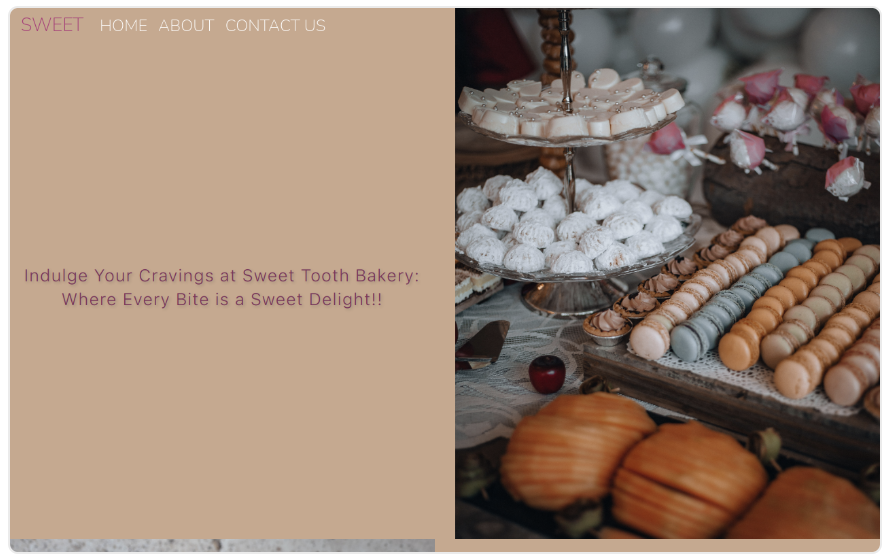 SWEET HOME ABOUT CONTACT US
Indulge Your Cravings at Sweet Tooth Bakery:
Where Every Bite is a Sweet Delight!!